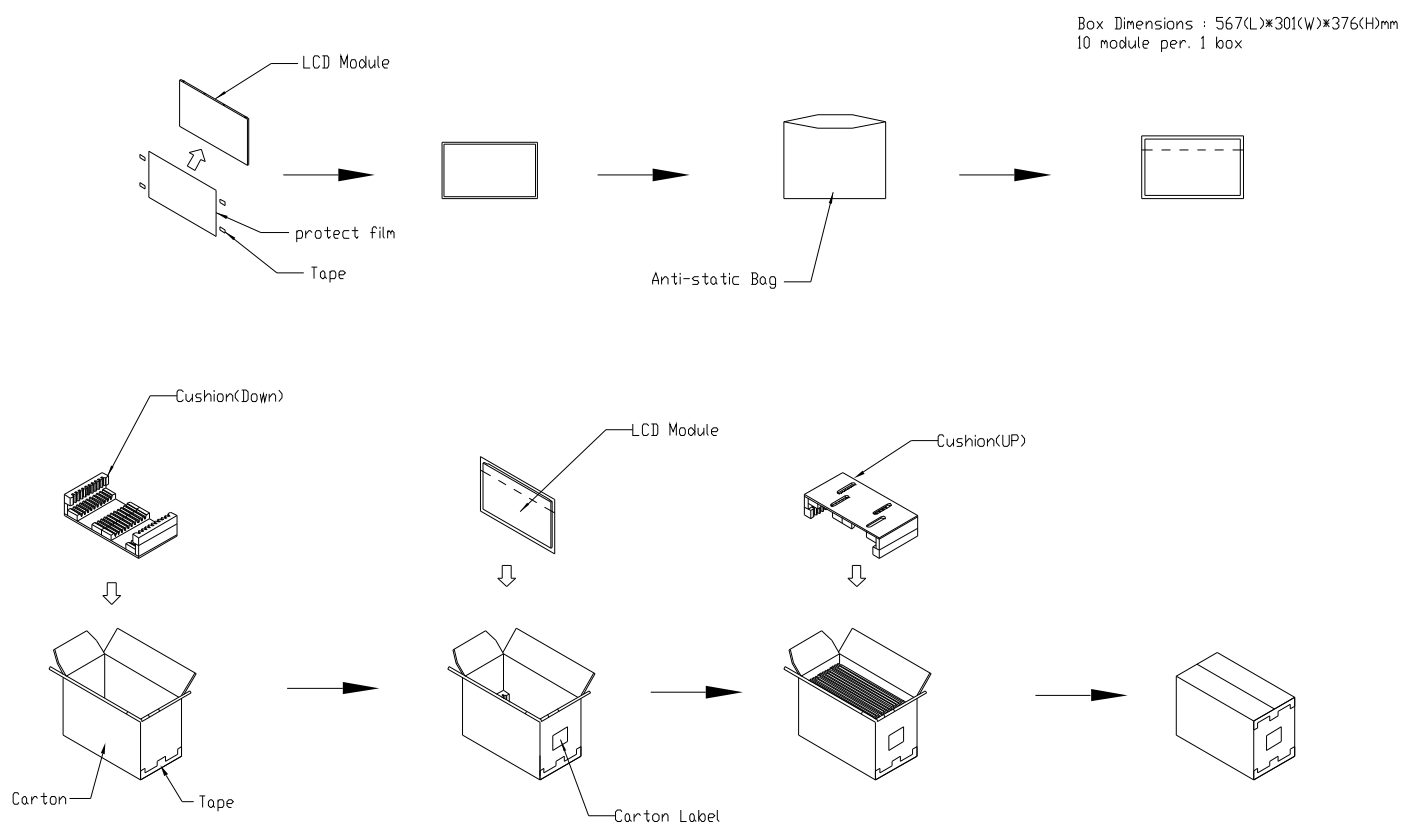 Box Dimensions : 567(L)*301(W)*376(H)mm
10 module per. 1 box
LCD Module
protect film
Tape
Anti-static Bag
Cushion(Down)
LCD Module
Cushion(UP)
Carton
Tape
Carton Label